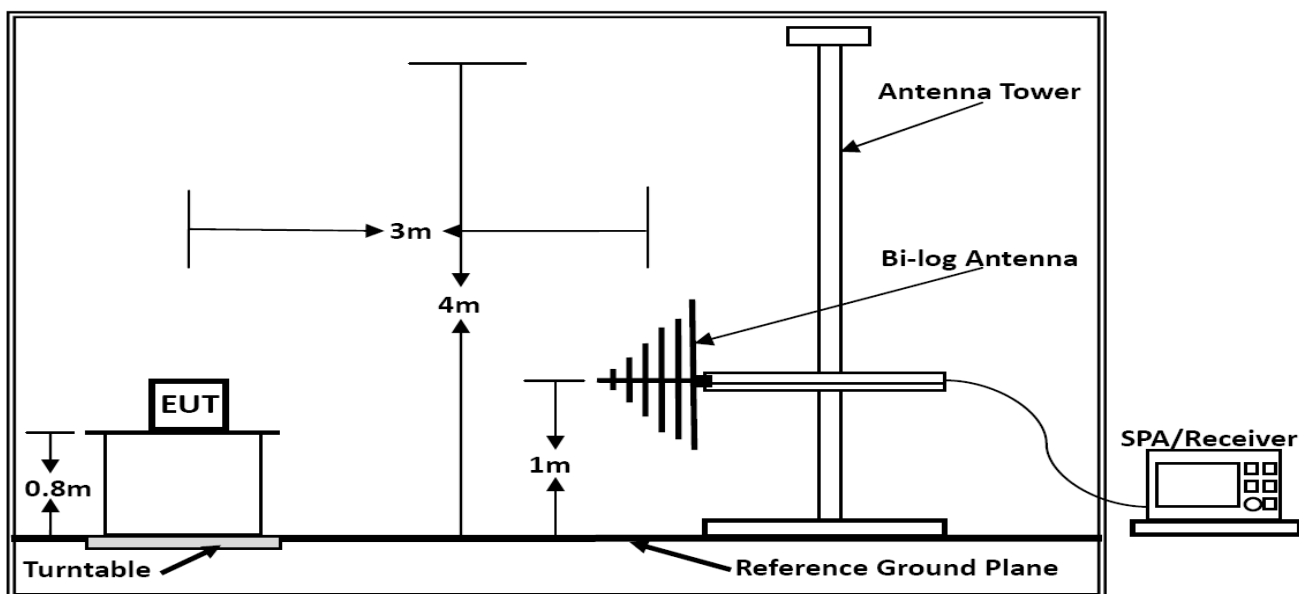 Antenna Tower
3m
Bi-log Antenna
4m
EUT
SPA/Receiver
1m
0.8m
Turntable
Reference Ground Plane